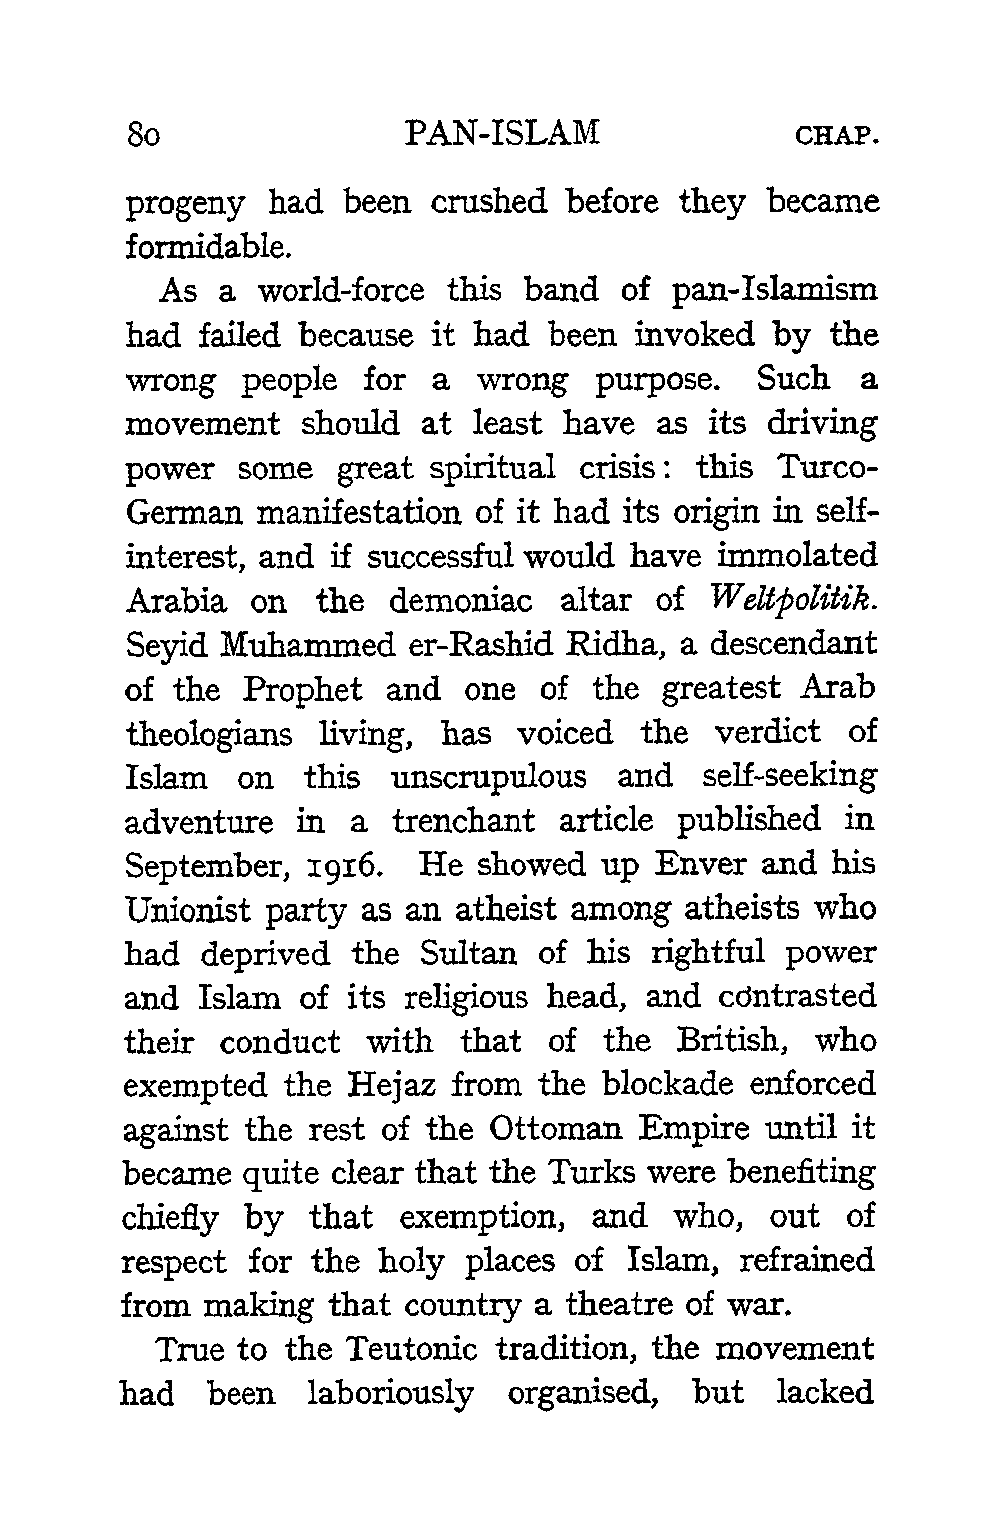 80 PAN-ISLAM CHAP.
progeny had been crushed before they became
formidable.
As a world-force this band of pan-Islamism
had failed because it had been invoked by the
wrong people for a wrong purpose. Such a
movement should at least have as its driving
power some great spiritual crisis: this Turco-
German manifestation of it had its origin in self-
interest, and if successful would have immolated
Arabia on the demoniac altar of Weltpolitik.
Seyid Muhammed er-Rashid Ridha, a descendant
of the Prophet and one of the greatest Arab
theologians living, has voiced the verdict of
Islam on this unscrupulous and self-seeking
adventure in a trenchant article published in
September, 1916. He showed up Enver and his
Unionist party as an atheist among atheists who
had deprived the Sultan of his rightful power
and Islam of its religious head, and contrasted
their conduct with that of the British, who
exempted the Hejaz from the blockade enforced
against the rest of the Ottoman Empire until it
became quite clear that the Turks were benefiting
chiefly by that exemption, and who, out of
respect for the holy places of Islam, refrained
from making that country a theatre of war.
True to the Teutonic tradition, the movement
had been laboriously organised, but lacked